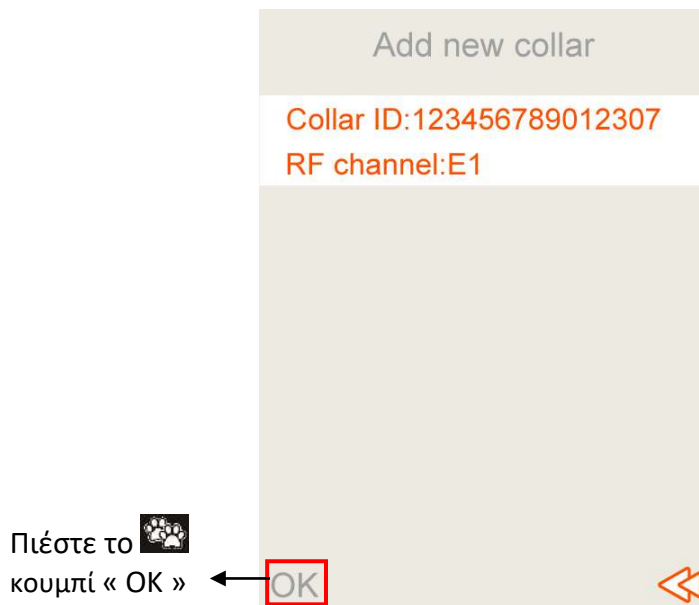 Add new collar
Collar ID:123456789012307
RF channel:E1
Πιέστε το
κουμπί « OK »
OK